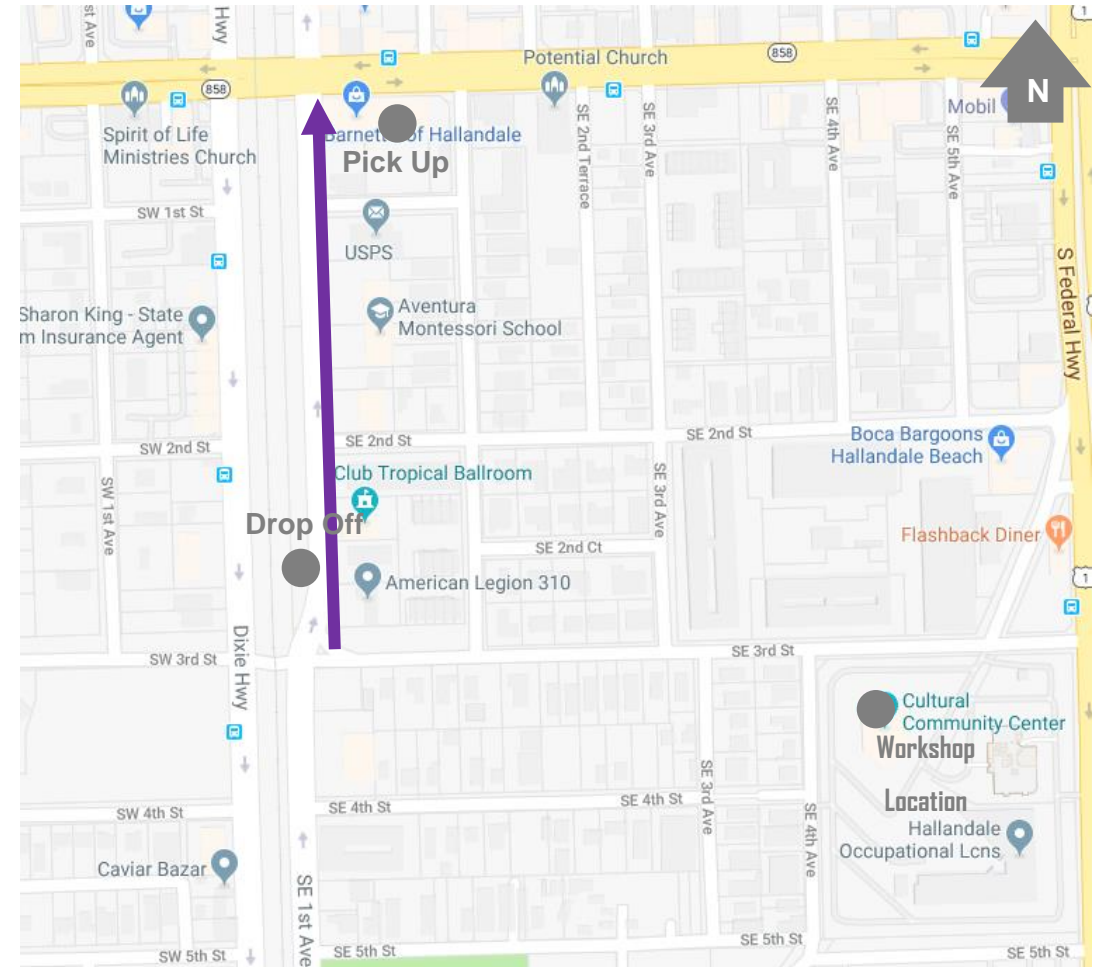 st Ave
Hwy
1
N
Potential Church
858
858
Mobil
Spirit of Life
Ministries Church
Barnett of Hallandale
Pick Up
SE 2nd Terrace
SE 3rd Ave
SE 4th Ave
SE 5th Ave
SW 1st St
USPS
S Federal Hwy
Sharon King - State
m Insurance Agent
Aventura
Montessori School
SW 2nd St
SE 2nd St
SE 2nd St
Boca Bargoons
Hallandale Beach
Club Tropical Ballroom
SW 1st Ave
SE 3rd Ave
Drop Off
SE 2nd Ct
Flashback Diner
American Legion 310
1
Dixie Hwy
SW 3rd St
SE 3rd St
Cultural
Community Center
Workshop
Location
SE 3rd Ave
SW 4th St
SE 4th St
SE 4th St
SE 4th Ave
Hallandale
Occupational Lcns
Caviar Bazar
SE 1st Ave
SW 5th St
SE 5th St
SE 5th St
SE 5th St